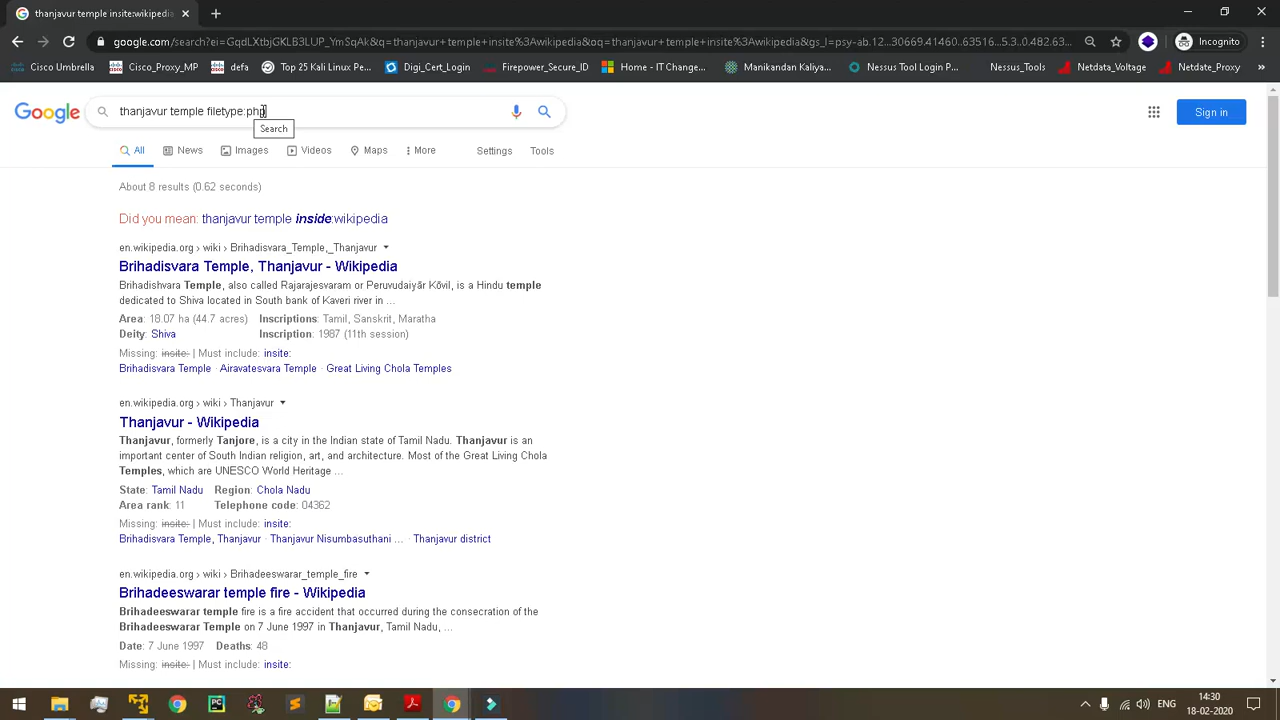 thanjavur temple insite:wikipedia
google.com/search?ei=GqdLXtbjGKLB3LUP_YmSqAk&q=thanjavur+temple+insite%3Awikipedia&oq=thanjavur+temple+insite%3Awikipedia&gs_l=psy-ab.12...30669.41460..63516...5.3..0.482.63...
Incognito
Cisco Umbrella
Cisco_Proxy_MP
defa
Top 25 Kali Linux Pe...
Digi_Cert_Login
Firepower_Secure_ID
Home - IT Change...
Manikandan Kaliya...
Nessus Tool Login
Nessus_Tools
Netdata_Voltage
Netdate_Prxy
Google
thanjavur temple filetype:php
Sign in
Search
All
News
Images
Videos
Maps
More
Settings
Tools
About 8 results (0.62 seconds)
Did you mean: thanjavur temple inside:wikipedia
en.wikipedia.org › wiki › Brihadisvara_Temple,_Thanjavur
Brihadisvara Temple, Thanjavur - Wikipedia
Brihadishvara Temple, also called Rajarajesvaram or Peruvudaiyãr Kõvil, is a Hindu temple
dedicated to Shiva located in South bank of Kaveri river in ...
Area: 18.07 ha (44.7 acres) Inscriptions: Tamil, Sanskrit, Maratha
Deity: Shiva Inscription: 1987 (11th session)
Missing: insite: | Must include: insite:
Brihadisvara Temple · Airavatesvara Temple · Great Living Chola Temples
en.wikipedia.org › wiki › Thanjavur
Thanjavur - Wikipedia
Thanjavur, formerly Tanjore, is a city in the Indian state of Tamil Nadu. Thanjavur is an
important center of South Indian religion, art, and architecture. Most of the Great Living Chola
Temples, which are UNESCO World Heritage ...
State: Tamil Nadu Region: Chola Nadu
Area rank: 11 Telephone code: 04362
Missing: insite: | Must include: insite:
Brihadisvara Temple, Thanjavur · Thanjavur Nisumbasuthani ... · Thanjavur district
en.wikipedia.org › wiki › Brihadeeswarar_temple_fire
Brihadeeswarar temple fire - Wikipedia
Brihadeeswarar temple fire is a fire accident that occurred during the consecration of the
Brihadeeswarar Temple on 7 June 1997 in Thanjavur, Tamil Nadu, ...
Date: 7 June 1997 Deaths: 48
Missing: insite: | Must include: insite:
ENG
14:30
18-02-2020